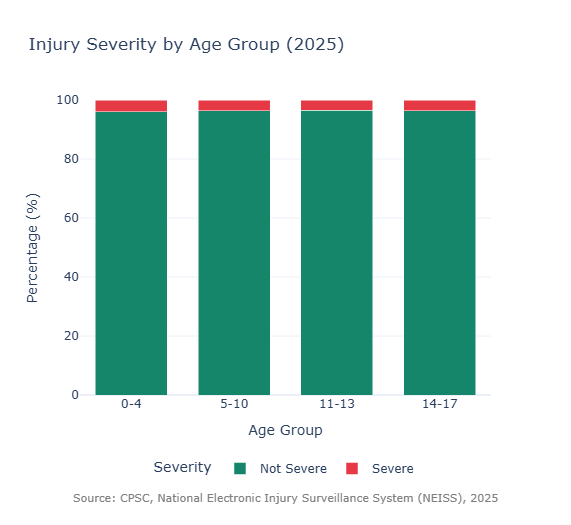 Injury Severity by Age Group (2025)
100
80
60
40
20
0
Percentage (%)
0-4 5-10 11-13 14-17
Age Group
Severity Not Severe Severe
Source: CPSC, National Electronic Injury Surveillance System (NEISS), 2025